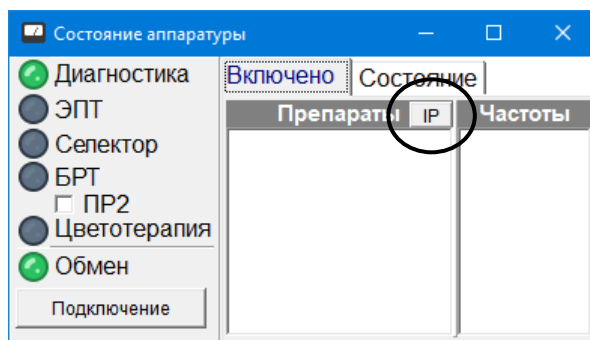 Состояние аппаратуры
Диагностика
ЭПТ
Селектор
БРТ
ПР2
Цветотерапия
Обмен
Подключение
Включено Состояние
Препараты IP Частоты